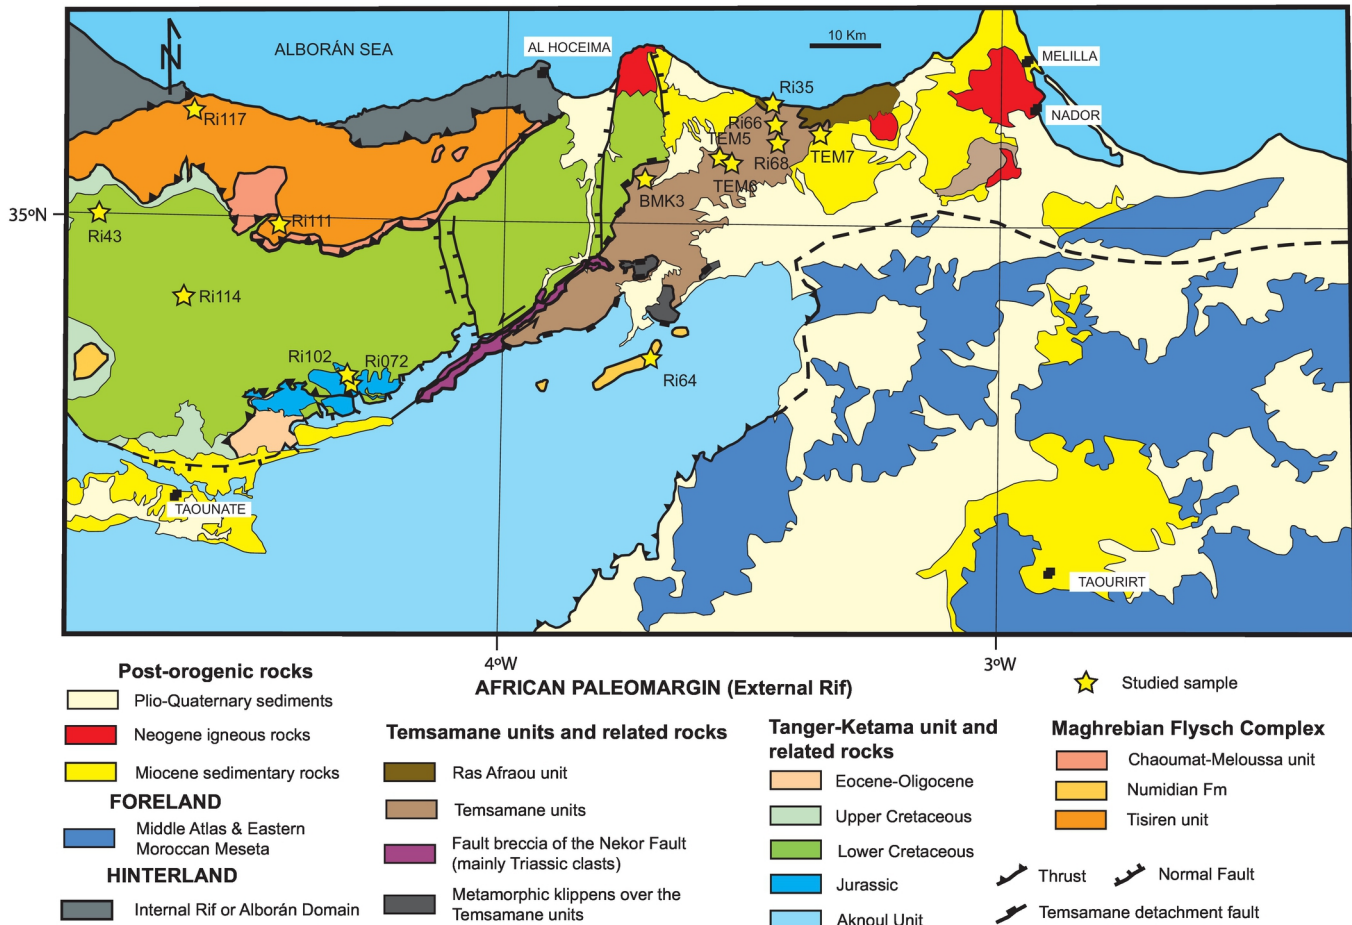 N
ALBORÁN SEA
AL HOCEIMA
10 Km
MELILLA
NADOR
Ri117
Ri35
Ri66
TEM5
Ri68
TEM7
TEM6
BMK3
35ºN
Ri43
Ri111
Ri114
Ri102
Ri072
Ri64
TAOUNATE
TAOURIRT
4ºW
3ºW
Post-orogenic rocks
Plio-Quaternary sediments
Neogene igneous rocks
Miocene sedimentary rocks
FORELAND
Middle Atlas & Eastern
Moroccan Meseta
HINTERLAND
Internal Rif or Alborán Domain
AFRICAN PALEOMARGIN (External Rif)
Temsamane units and related rocks
Ras Afraou unit
Temsamane units
Fault breccia of the Nekor Fault
(mainly Triassic clasts)
Metamorphic klippens over the
Temsamane units
Tanger-Ketama unit and
related rocks
Eocene-Oligocene
Upper Cretaceous
Lower Cretaceous
Jurassic
Aknoul Unit
Studied sample
Maghrebian Flysch Complex
Chaoumat-Meloussa unit
Numidian Fm
Tisiren unit
Thrust
Normal Fault
Temsamane detachment fault